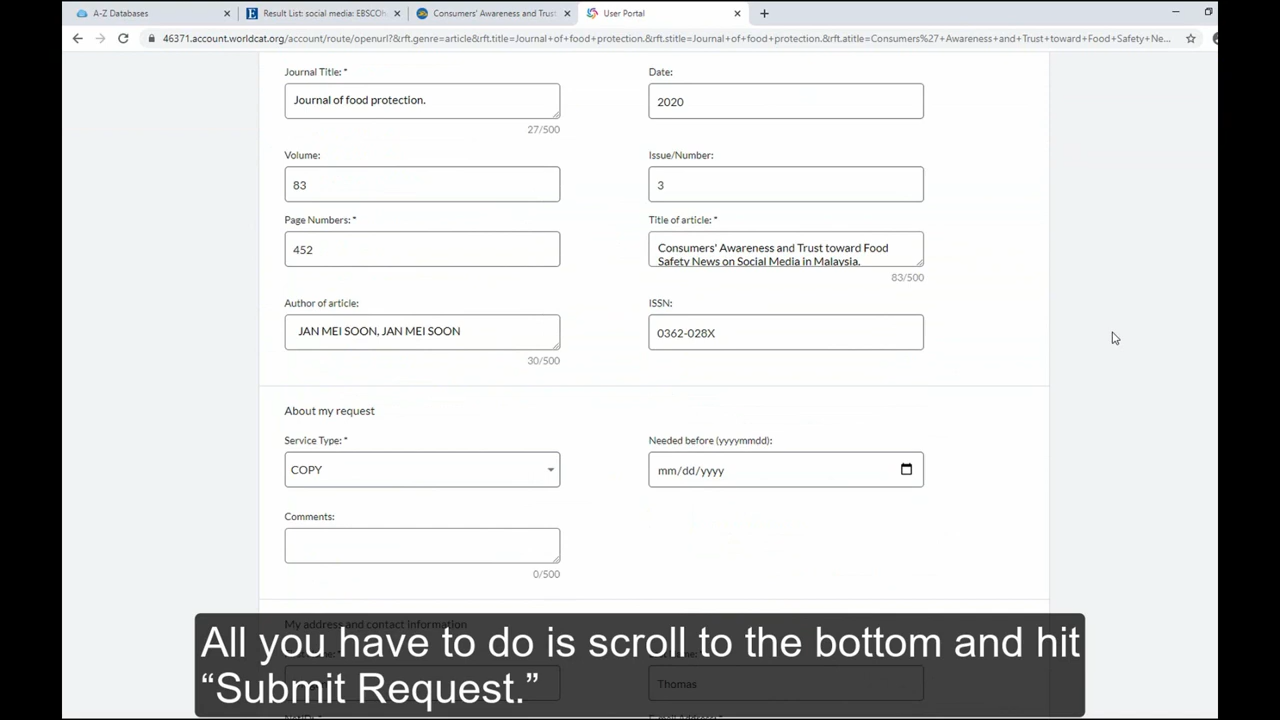 A-Z Databases
Result List: social media: EBSCOh
Consumers' Awareness and Trust
User Portal
46371.account.worldcat.org/account/route/openurl?&rft.genre=article&rft.title=Journal of food protection.&rft.stitle=Journal of food protection.&rft.atitle=Consumers%27 Awareness and Trust toward Food Safety Ne...
Journal Title: *
Date:
Journal of food protection.
2020
27/500
Volume:
Issue/Number:
83
3
Page Numbers: *
Title of article: *
452
Consumers' Awareness and Trust toward Food
Safety News on Social Media in Malaysia.
83/500
Author of article:
ISSN:
JAN MEI SOON, JAN MEI SOON
0362-028X
30/500
About my request
Service Type: *
Needed before (yyyymmdd):
COPY
mm/dd/yyyy
Comments:
0/500
My address and contact information
All you have to do is scroll to the bottom and hit
“Submit Request.”
Thomas